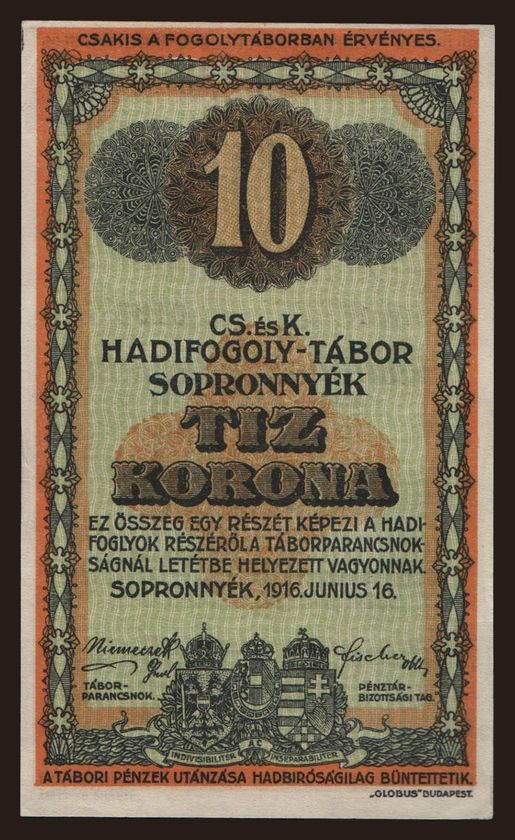 CSAKIS A FOGOLYTÁBORBAN ÉRVÉNYES.
10
CS. ÉS K.
HADIFOGOLY-TÁBOR
SOPRONNYÉK
TIZ
KORONA
EZ ÖSSZEG EGY RÉSZÉT KÉPEZI A HADI-
FOGLYOK RÉSZÉRŐL A TÁBORPARANCSNOK-
SÁGNÁL LETÉTBE HELYEZETT VAGYONNAK.
SOPRONNYÉK, 1916. JUNIUS 16.
TÁBOR-
PARANCSNOK.
PÉNZTÁR-
BIZOTTSÁGI TAG.
INDIVISIBILITER AC INSEPARABILITER
A TÁBORI PÉNZEK UTÁNZÁSA HADBIRÓSÁGILAG BÜNTETTETIK.
„GLOBUS" BUDAPEST.